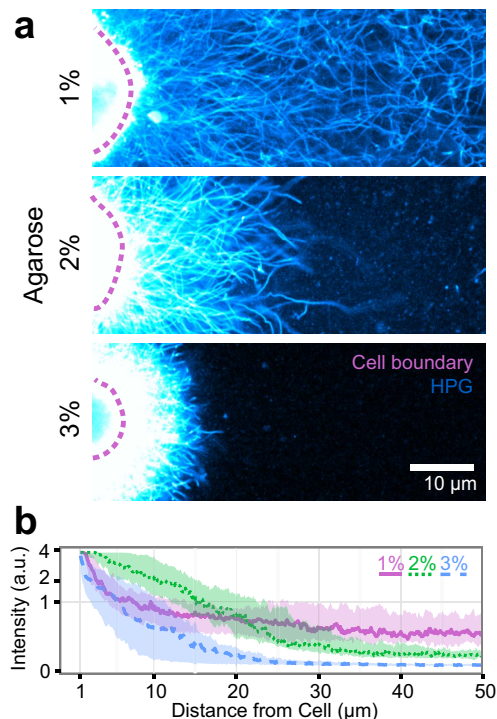 a
1%
Agarose
2%
3%
Cell boundary
HPG
10 μm
b
Intensity (a.u.)
4
2
1
0
1% 2% 3%
1 10 20 30 40 50
Distance from Cell (μm)